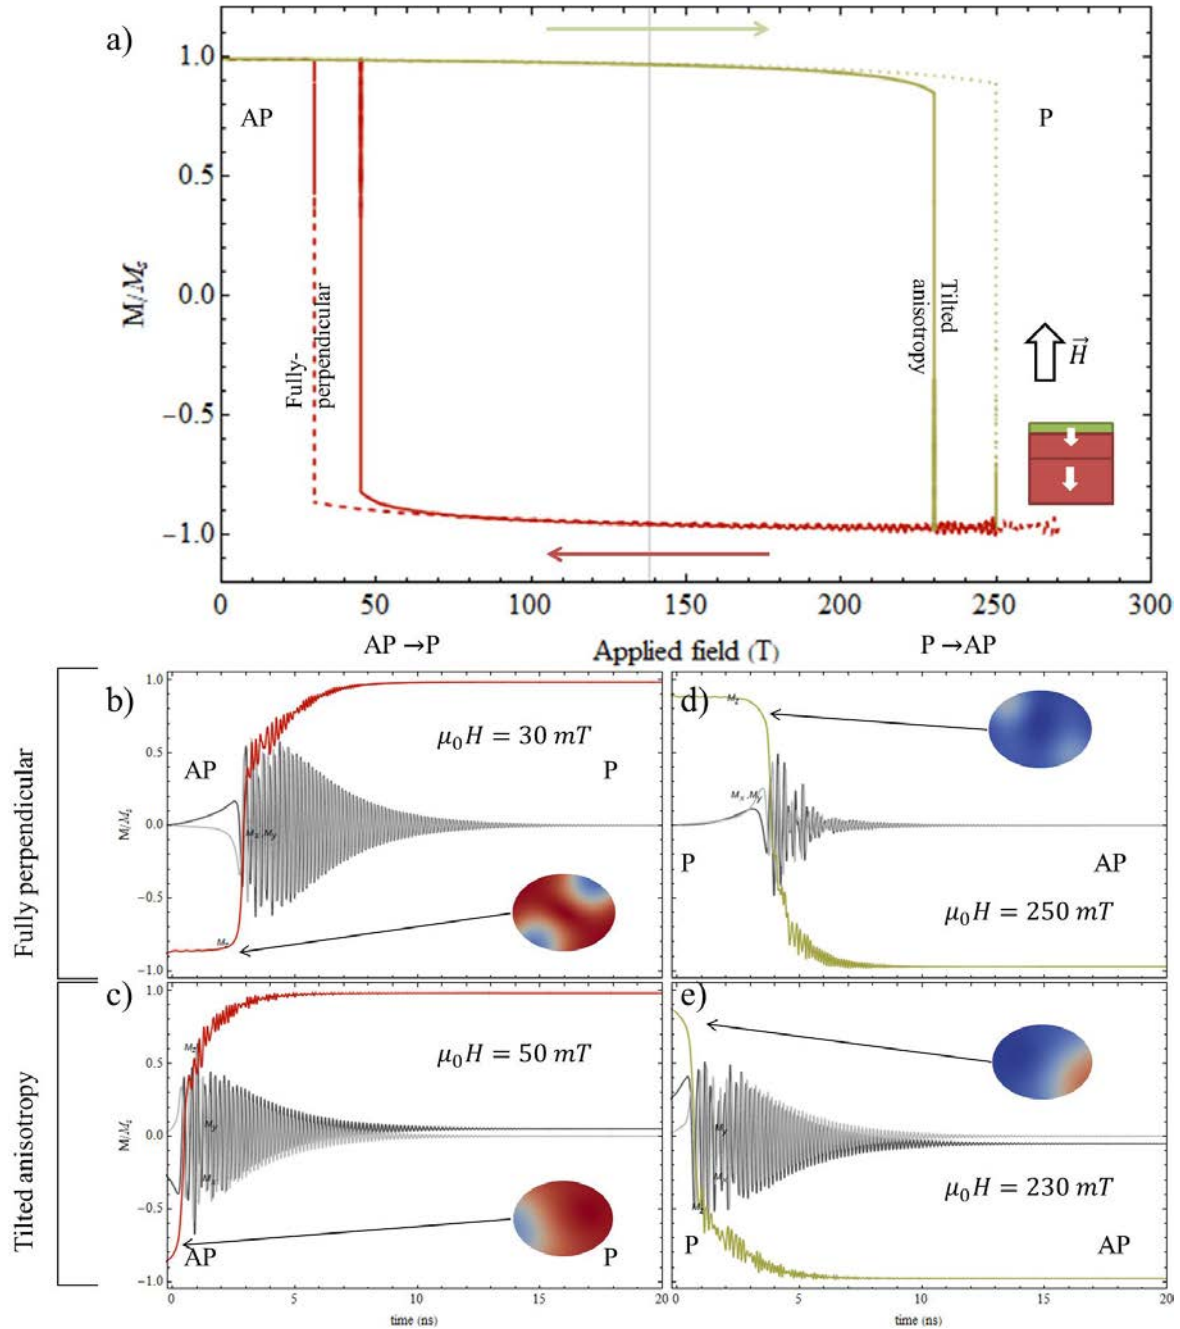 a)
1.0
0.5
0.0
−0.5
−1.0
M/Ms
AP
P
Fully-
perpendicular
Tilted
anisotropy
H
0 50 100 150 200 250 300
Applied field (T)
AP →P
P →AP
Fully perpendicular
Tilted anisotropy
b)
1.0
0.5
0.0
-0.5
-1.0
M/Ms
AP
μ0H = 30 mT
P
Mx, My
Mz
d)
Mz
Mx, My
P
AP
μ0H = 250 mT
c)
1.0
0.5
0.0
-0.5
-1.0
M/Ms
Mz
μ0H = 50 mT
My
Mx
AP
P
0 5 10 15 20
time (ns)
e)
My
Mx
Mz
μ0H = 230 mT
P
AP
0 5 10 15 20
time (ns)